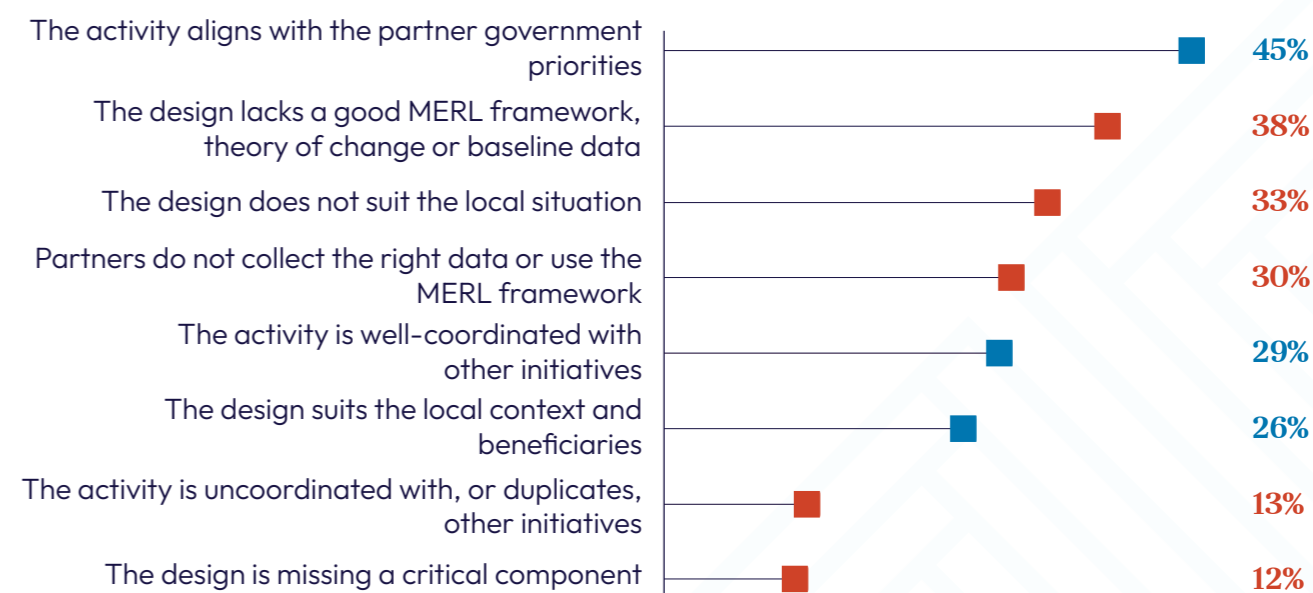 The activity aligns with the partner government
priorities
45%
The design lacks a good MERL framework,
theory of change or baseline data
38%
The design does not suit the local situation
33%
Partners do not collect the right data or use the
MERL framework
30%
The activity is well-coordinated with
other initiatives
29%
The design suits the local context and
beneficiaries
26%
The activity is uncoordinated with, or duplicates,
other initiatives
13%
The design is missing a critical component
12%